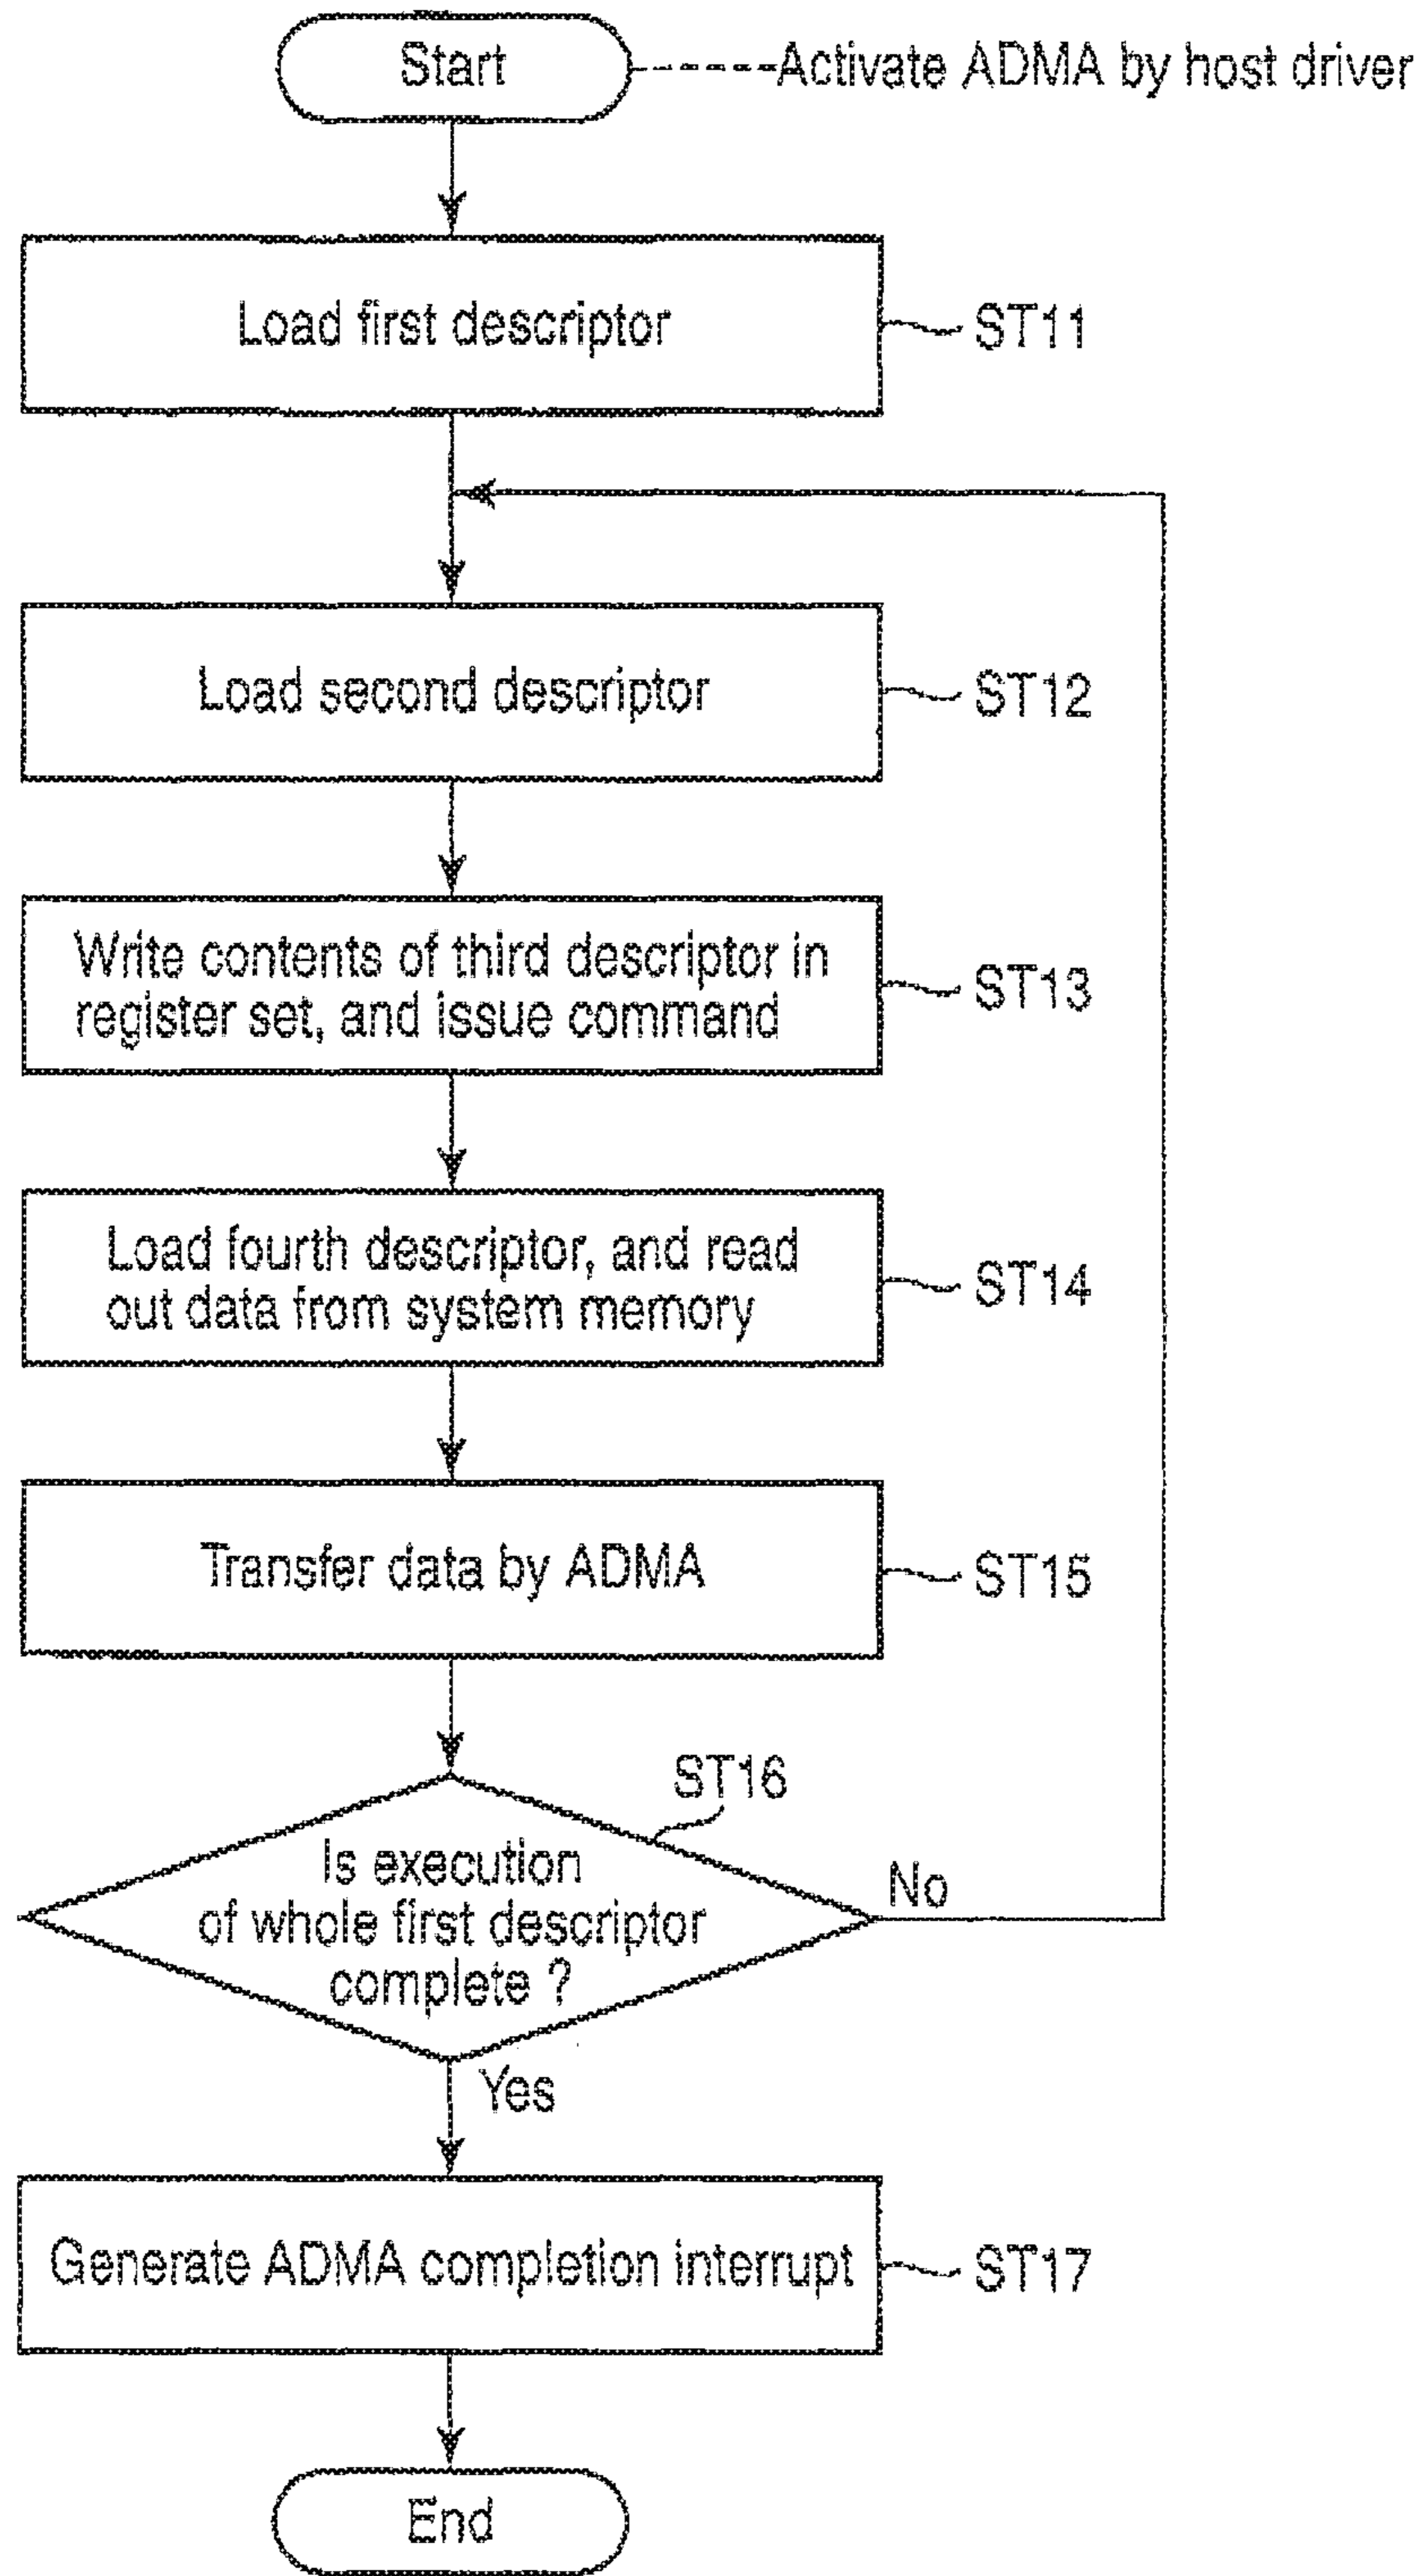 Start
Activate ADMA by host driver
Load first descriptor
ST11
Load second descriptor
ST12
Write contents of third descriptor in
register set, and issue command
ST13
Load fourth descriptor, and read
out data from system memory
ST14
Transfer data by ADMA
ST15
ST16
Is execution
of whole first descriptor
complete ?
No
Yes
Generate ADMA completion interrupt
ST17
End